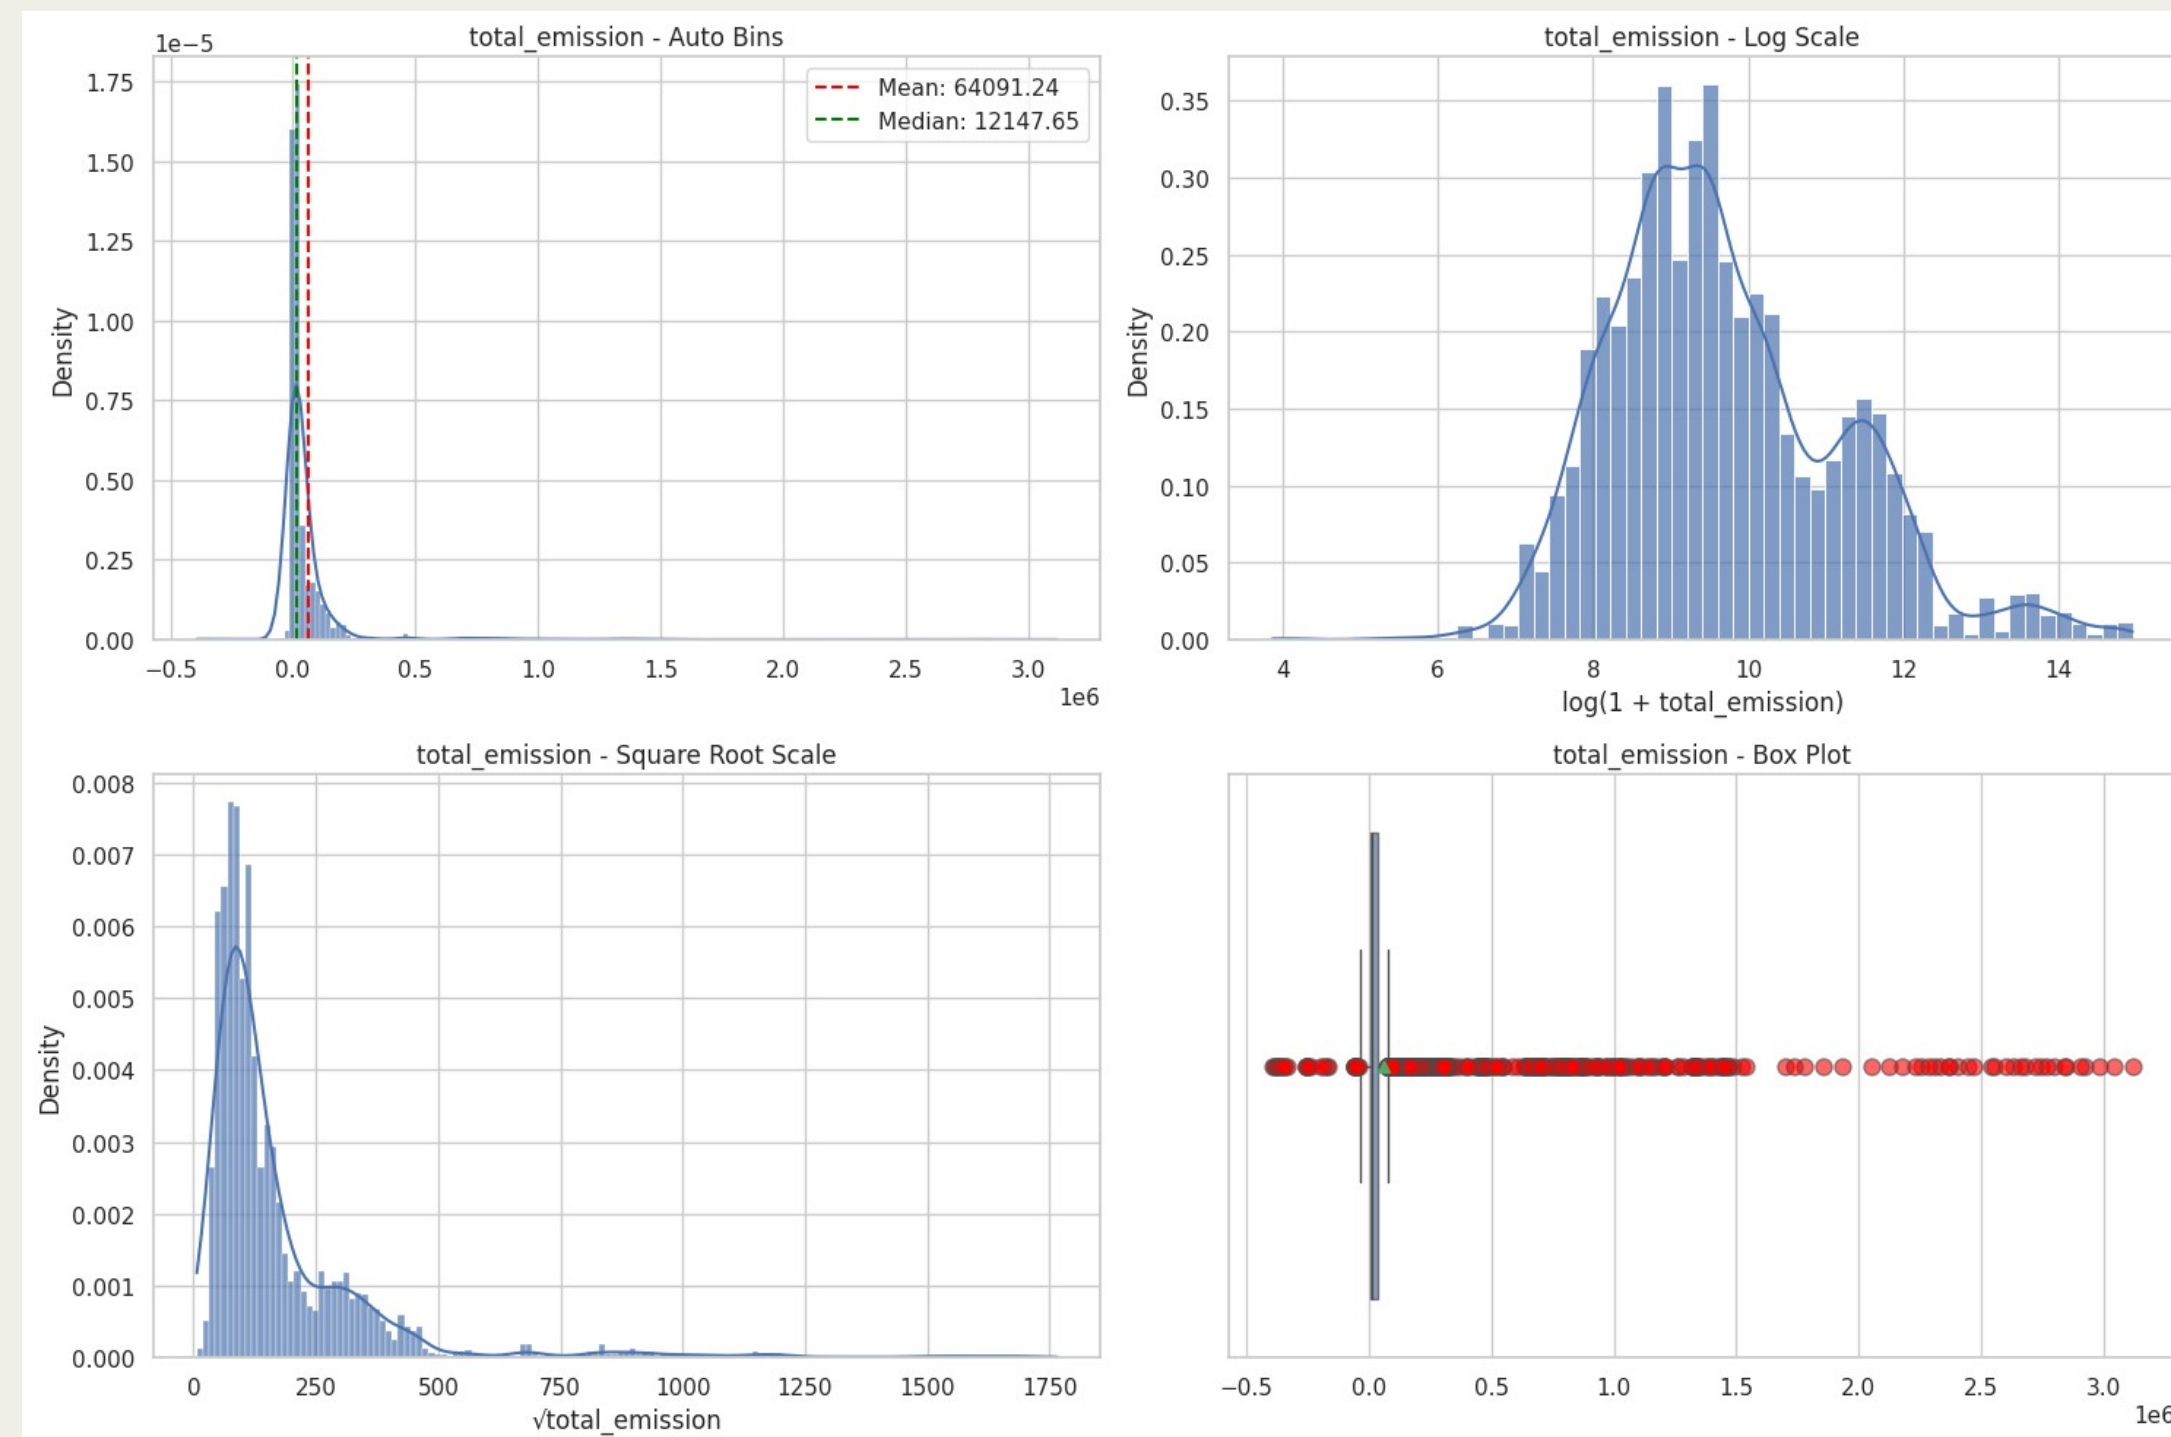 total_emission - Auto Bins
1e−5
Mean: 64091.24
Median: 12147.65
Density
1.75
1.50
1.25
1.00
0.75
0.50
0.25
0.00
−0.5 0.0 0.5 1.0 1.5 2.0 2.5 3.0
1e6
total_emission - Log Scale
Density
0.35
0.30
0.25
0.20
0.15
0.10
0.05
0.00
4 6 8 10 12 14
log(1 + total_emission)
total_emission - Square Root Scale
Density
0.008
0.007
0.006
0.005
0.004
0.003
0.002
0.001
0.000
0 250 500 750 1000 1250 1500 1750
√total_emission
total_emission - Box Plot
−0.5 0.0 0.5 1.0 1.5 2.0 2.5 3.0
1e6